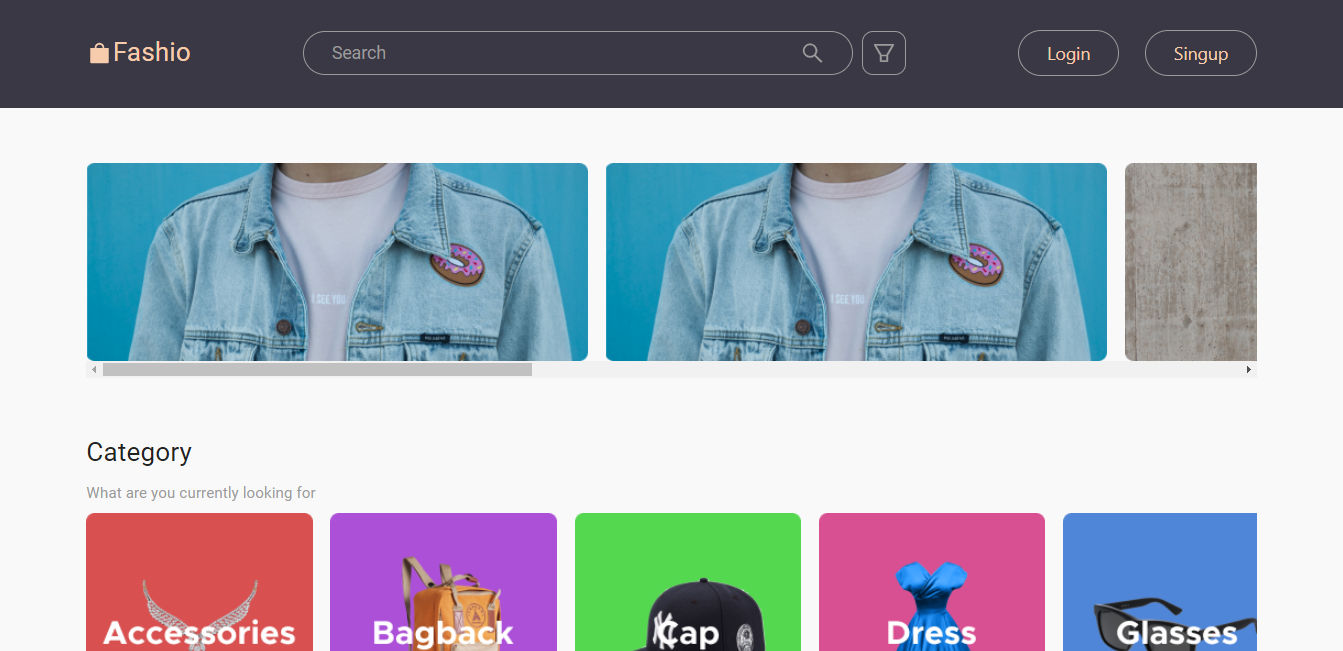 Fashio
Search
Login
Singup
I SEE YOU
I SEE YOU
Category
What are you currently looking for
Accessories
Bagback
Cap
Dress
Glasses